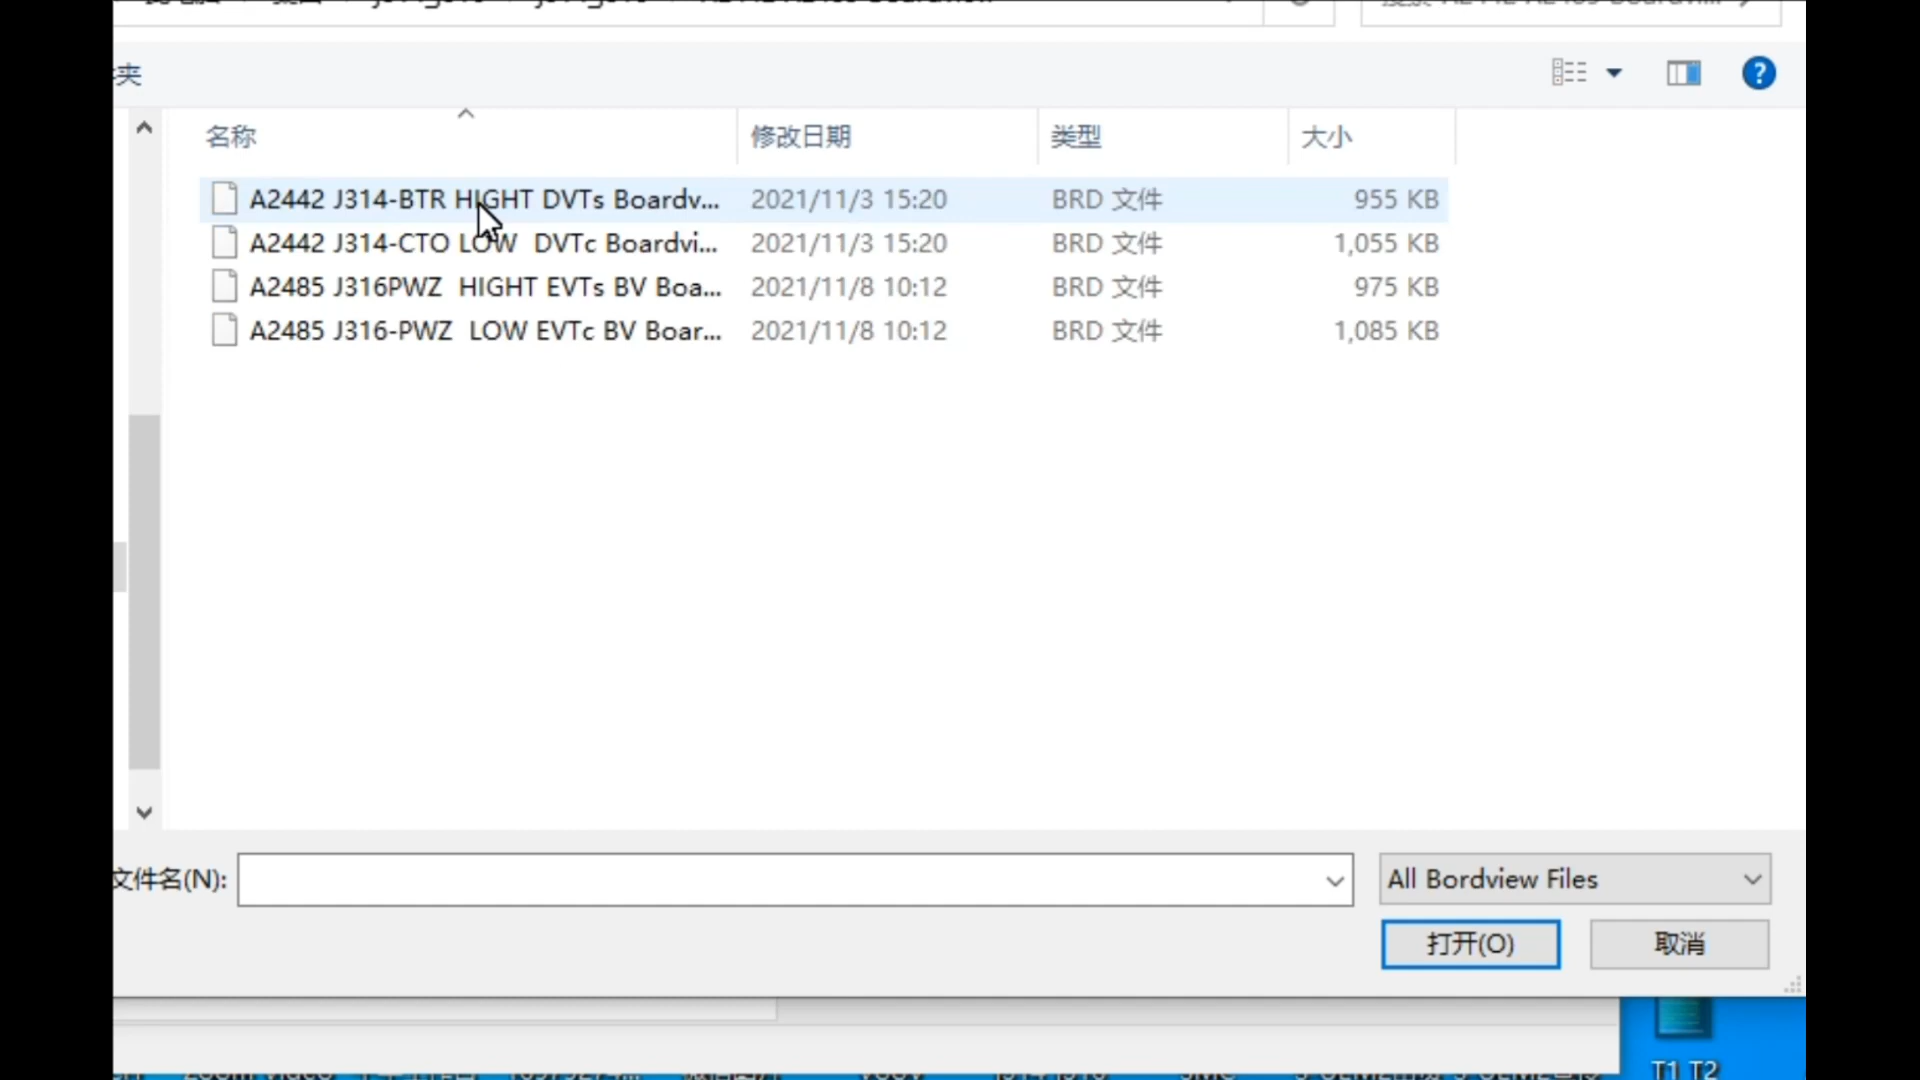 夹
名称 修改日期 类型 大小
A2442 J314-BTR HIGHT DVTs Boardv... 2021/11/3 15:20 BRD 文件 955 KB
A2442 J314-CTO LOW  DVTc Boardvi... 2021/11/3 15:20 BRD 文件 1,055 KB
A2485 J316PWZ  HIGHT EVTs BV Boa... 2021/11/8 10:12 BRD 文件 975 KB
A2485 J316-PWZ  LOW EVTc BV Boar... 2021/11/8 10:12 BRD 文件 1,085 KB
文件名(N): All Bordview Files
打开(O) 取消
T1 T2